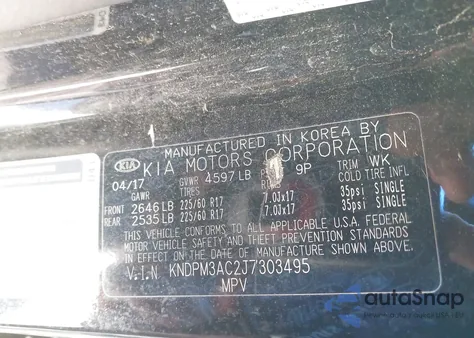 MANUFACTURED IN KOREA BY
KIA KIA MOTORS CORPORATION
04/17 GVWR 4597 LB 9P TRIM WK
GAWR TIRES COLD TIRE INFL
FRONT 2646 LB 225/60 R17 7.0Jx17 35psi SINGLE
REAR 2535 LB 225/60 R17 7.0Jx17 35psi SINGLE
THIS VEHICLE CONFORMS TO ALL APPLICABLE U.S.A. FEDERAL
MOTOR VEHICLE SAFETY AND THEFT PREVENTION STANDARDS
IN EFFECT ON THE DATE OF MANUFACTURE SHOWN ABOVE
V.I.N KNDPM3AC2J7303495
MPV
autoSnap